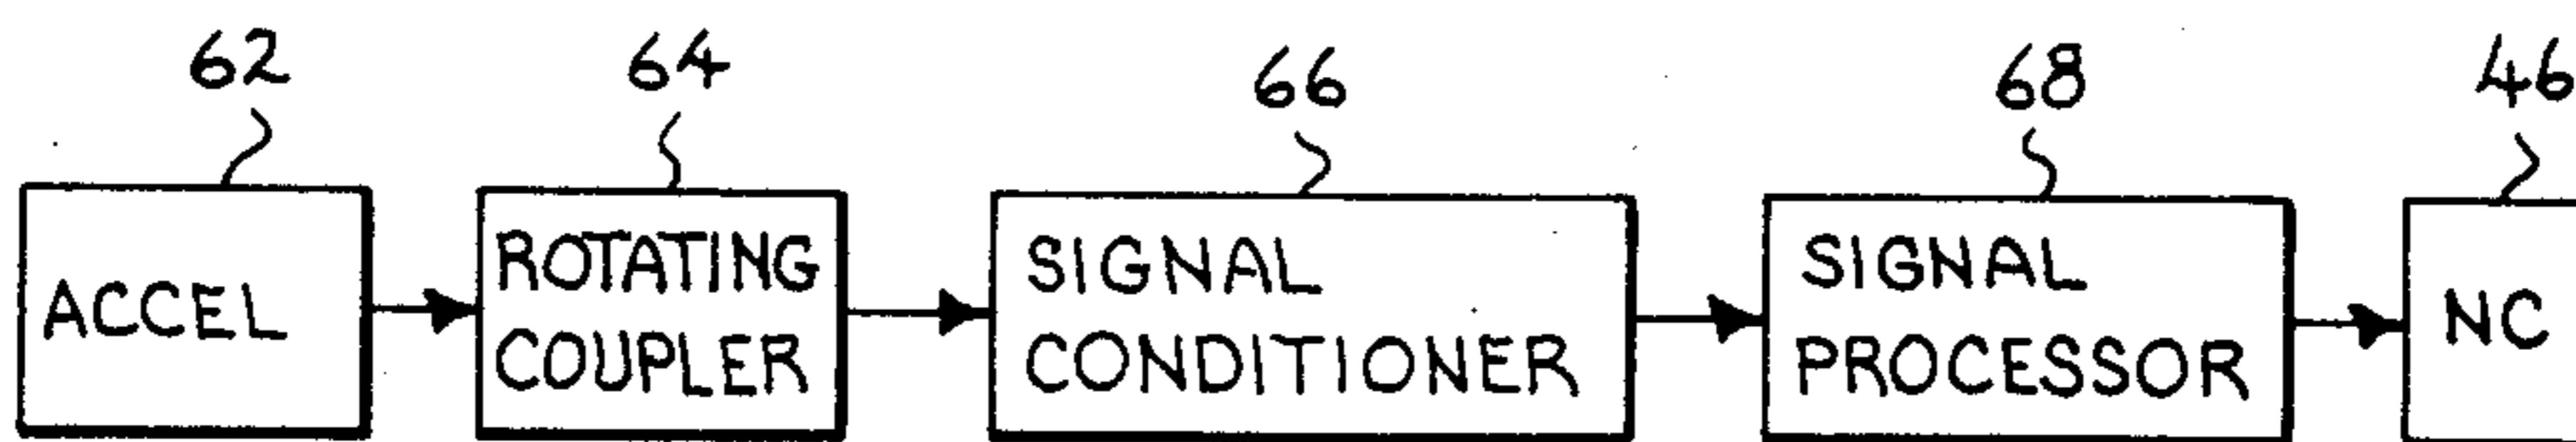 62 64 66 68 46
ACCEL
ROTATING
COUPLER
SIGNAL
CONDITIONER
SIGNAL
PROCESSOR
NC